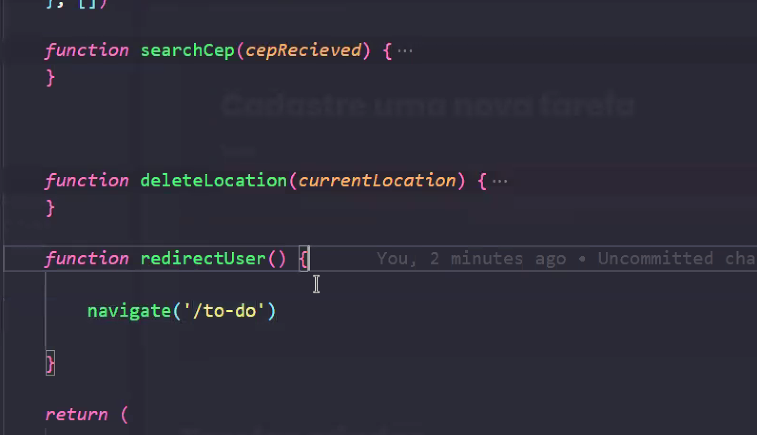 }, [])
function searchCep(cepRecieved) {···
}
Cadastre uma nova tarefa
function deleteLocation(currentLocation) {···
}
function redirectUser() {    You, 2 minutes ago • Uncommitted cha
navigate('/to-do')
}
return (